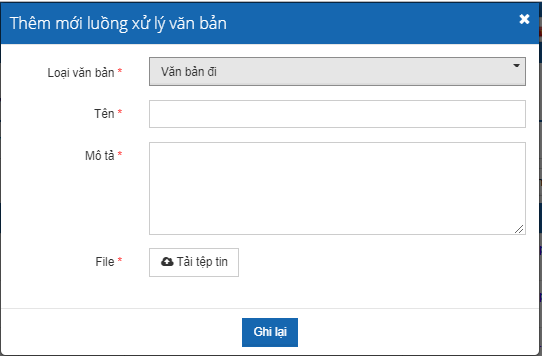 Thêm mới luồng xử lý văn bản
Loại văn bản * Văn bản đi
Tên *
Mô tả *
File * Tải tệp tin
Ghi lại